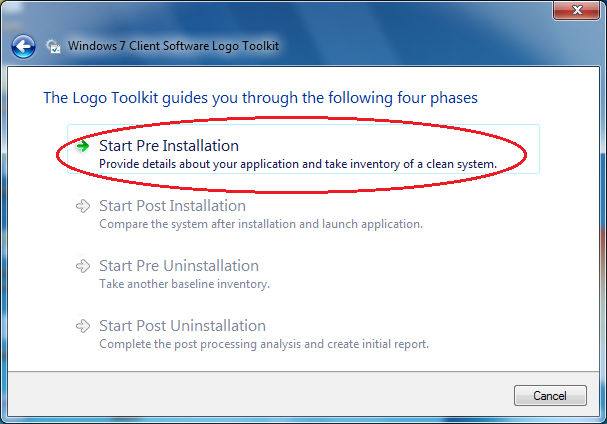 Windows 7 Client Software Logo Toolkit
The Logo Toolkit guides you through the following four phases
Start Pre Installation
Provide details about your application and take inventory of a clean system.
Start Post Installation
Compare the system after installation and launch application.
Start Pre Uninstallation
Take another baseline inventory.
Start Post Uninstallation
Complete the post processing analysis and create initial report.
Cancel